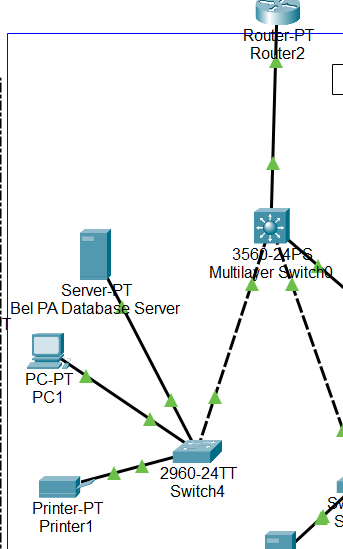 Router-PT
Router2
3560-24PS
Multilayer Switch0
Server-PT
Bel PA Database Server
T
PC-PT
PC1
2960-24TT
Switch4
Printer-PT
Printer1
S